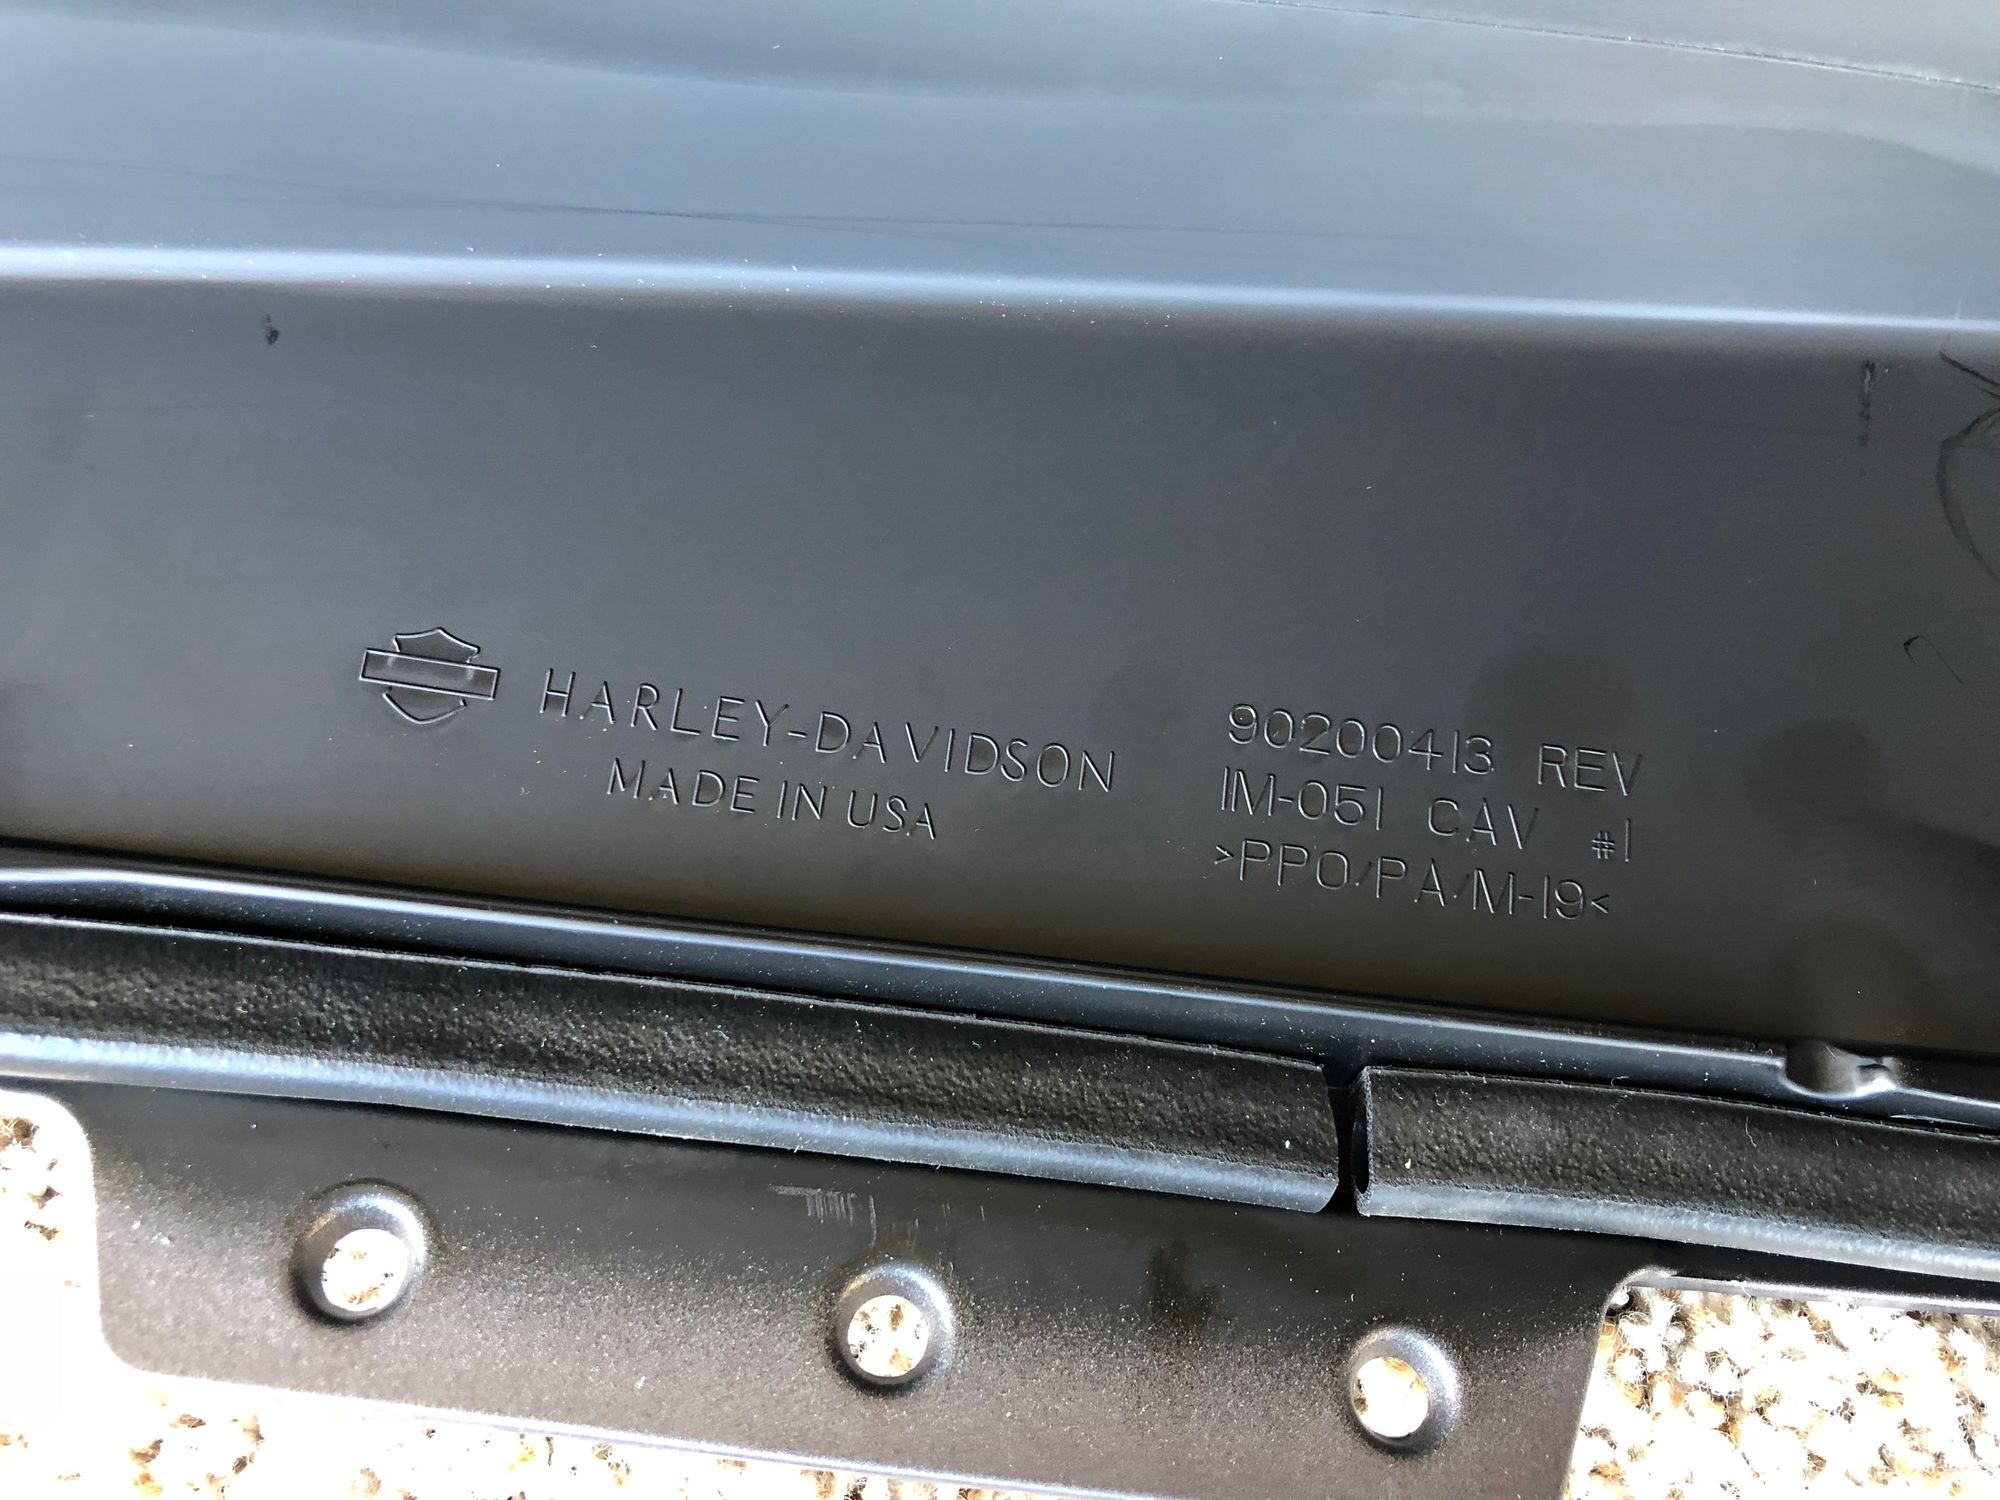 HARLEY-DAVIDSON
MADE IN USA
90200413 REV
IM-051 CAV #1
>PPO/PA/M-19<